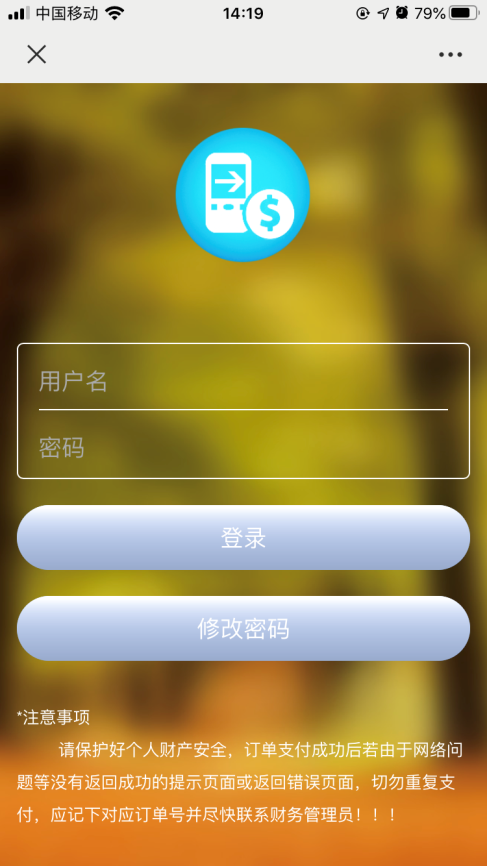 中国移动 14:19 79%
用户名
密码
登录
修改密码
*注意事项
请保护好个人财产安全，订单支付成功后若由于网络问
题等没有返回成功的提示页面或返回错误页面，切勿重复支
付，应记下对应订单号并尽快联系财务管理员！！！